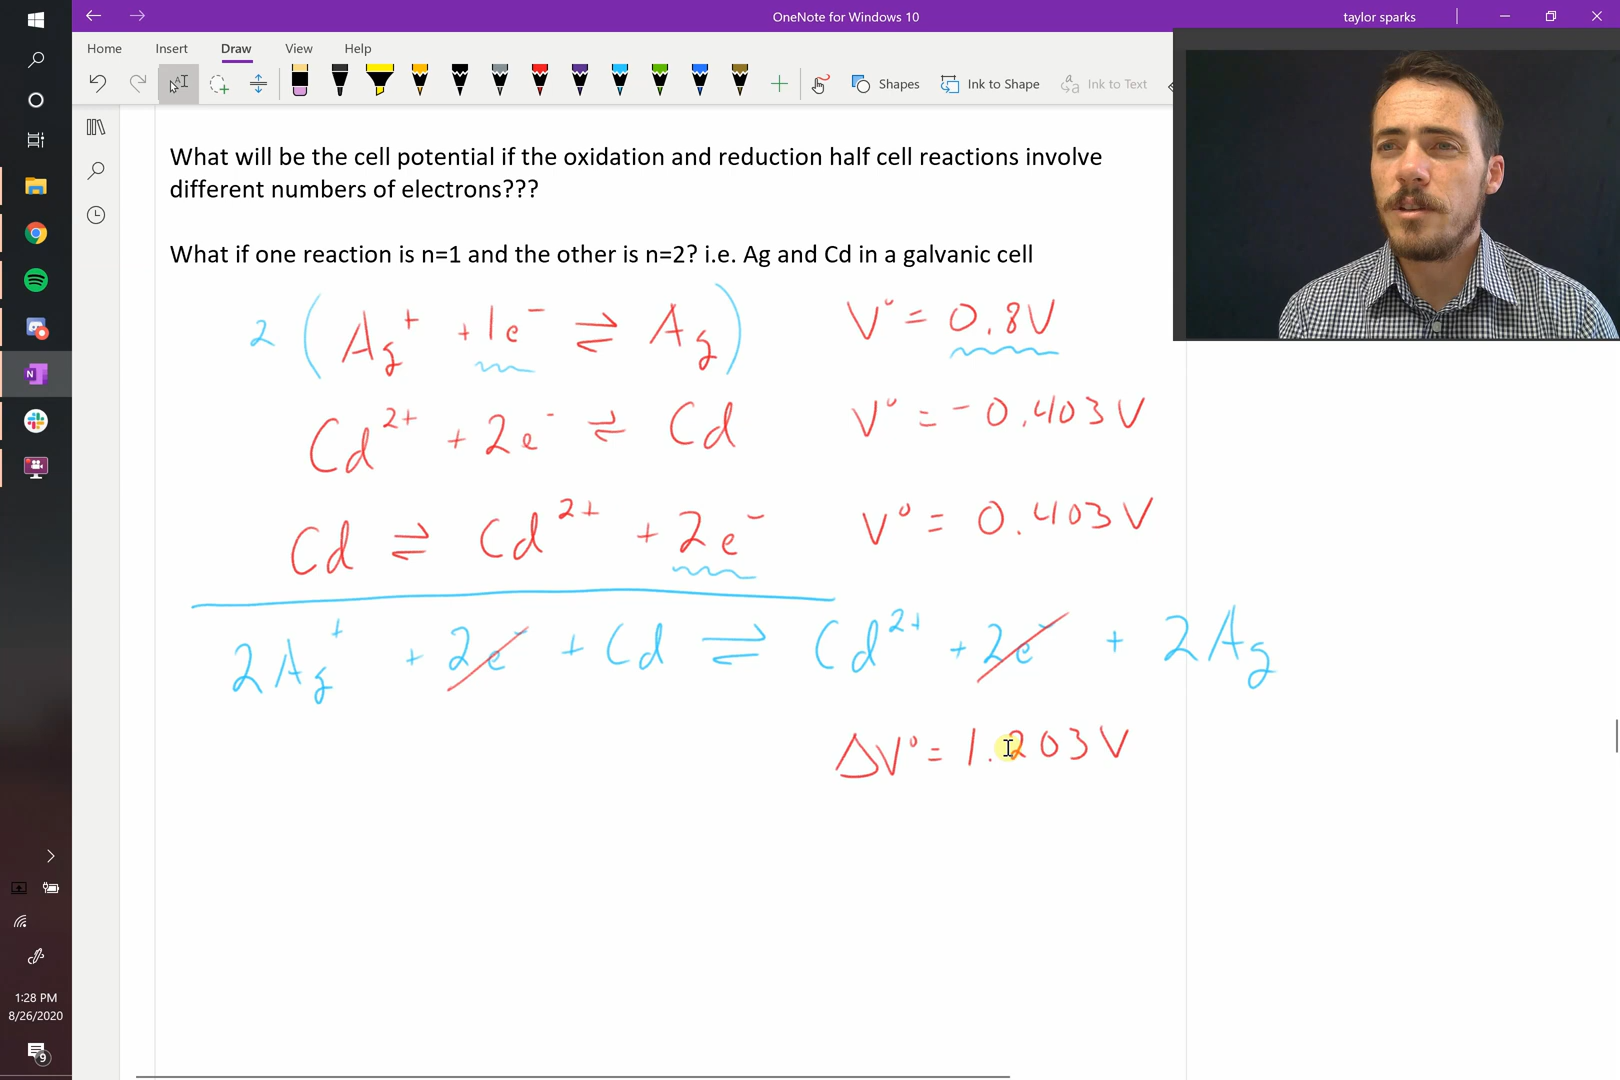 OneNote for Windows 10
taylor sparks
Home Insert Draw View Help
Shapes Ink to Shape Ink to Text
What will be the cell potential if the oxidation and reduction half cell reactions involve
different numbers of electrons???
What if one reaction is n=1 and the other is n=2? i.e. Ag and Cd in a galvanic cell
2 ( Ag⁺ + 1e⁻ ⇌ Ag ) V° = 0.8V
Cd²⁺ + 2e⁻ ⇌ Cd V° = -0.403V
Cd ⇌ Cd²⁺ + 2e⁻ V° = 0.403V
2Ag⁺ + 2e⁻ + Cd ⇌ Cd²⁺ + 2e⁻ + 2Ag
ΔV° = 1.203V
1:28 PM
8/26/2020
9